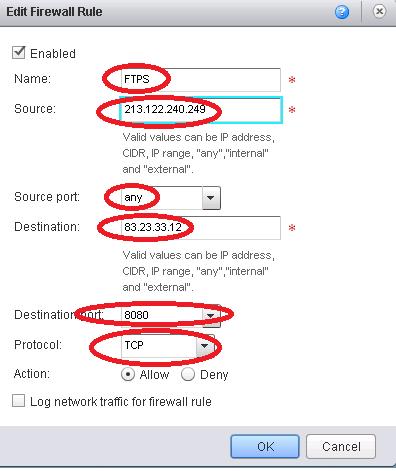 Edit Firewall Rule ?
Enabled
Name: FTPS *
Source: 213.122.240.249 *
Valid values can be IP address,
CIDR, IP range, "any","internal"
and "external".
Source port: any
Destination: 83.23.33.12 *
Valid values can be IP address,
CIDR, IP range, "any","internal"
and "external".
Destination port: 8080
Protocol: TCP
Action: Allow Deny
Log network traffic for firewall rule
OK Cancel